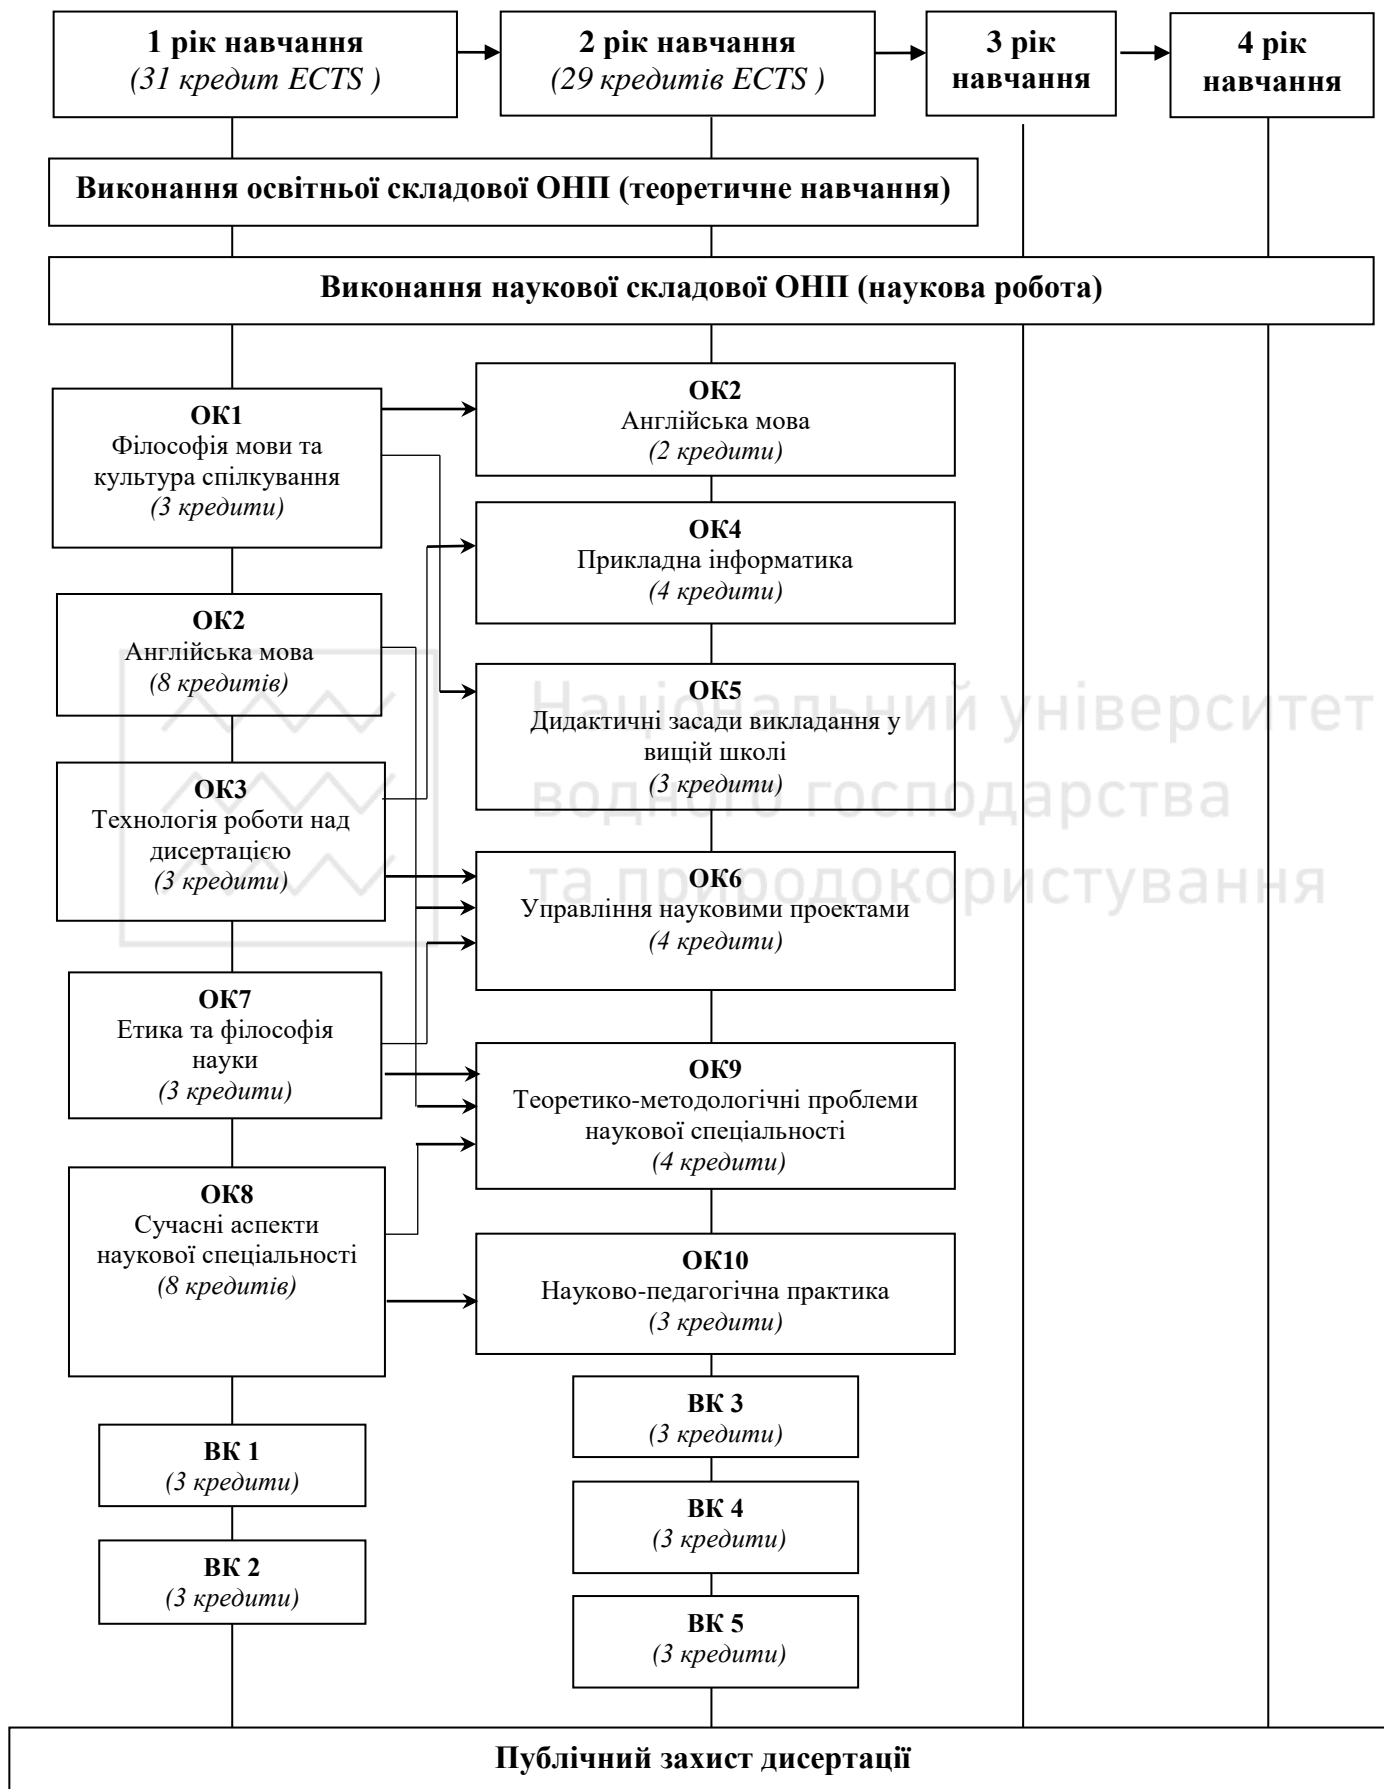 1 рік навчання
(31 кредит ECTS )
2 рік навчання
(29 кредитів ECTS )
3 рік
навчання
4 рік
навчання
Виконання освітньої складової ОНП (теоретичне навчання)
Виконання наукової складової ОНП (наукова робота)
ОК1
Філософія мови та
культура спілкування
(3 кредити)
ОК2
Англійська мова
(8 кредитів)
ОК3
Технологія роботи над
дисертацією
(3 кредити)
ОК7
Етика та філософія
науки
(3 кредити)
ОК8
Сучасні аспекти
наукової спеціальності
(8 кредитів)
ВК 1
(3 кредити)
ВК 2
(3 кредити)
ОК2
Англійська мова
(2 кредити)
ОК4
Прикладна інформатика
(4 кредити)
ОК5
Дидактичні засади викладання у
вищій школі
(3 кредити)
ОК6
Управління науковими проектами
(4 кредити)
ОК9
Теоретико-методологічні проблеми
наукової спеціальності
(4 кредити)
ОК10
Науково-педагогічна практика
(3 кредити)
ВК 3
(3 кредити)
ВК 4
(3 кредити)
ВК 5
(3 кредити)
Національний університет
водного господарства
та природокористування
Публічний захист дисертації